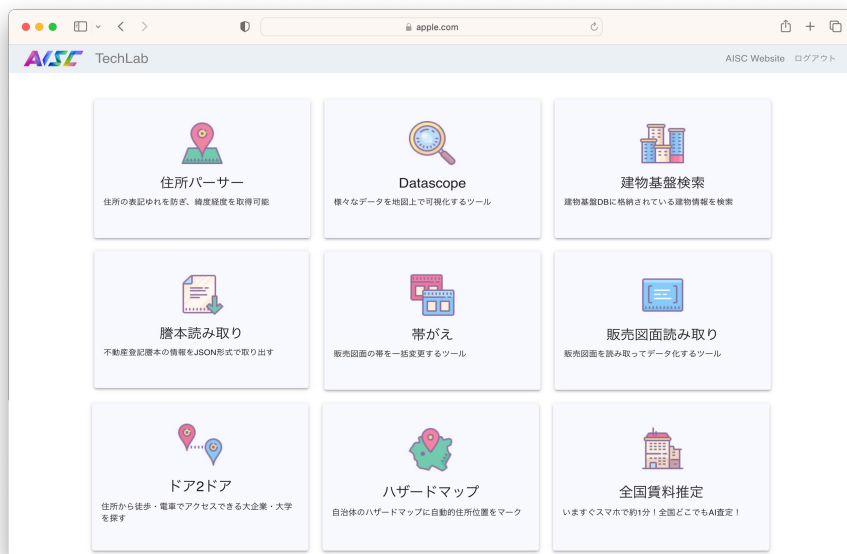 apple.com
AISC TechLab
AISC Website ログアウト
住所パーサー
住所の表記ゆれを防ぎ、緯度経度を取得可能
Datascope
様々なデータを地図上で可視化するツール
建物基盤検索
建物基盤DBに格納されている建物情報を検索
謄本読み取り
不動産登記謄本の情報をJSON形式で取り出す
帯がえ
販売図面の帯を一括変更するツール
販売図面読み取り
販売図面を読み取ってデータ化するツール
ドア2ドア
住所から徒歩・電車でアクセスできる大企業・大学
を探す
ハザードマップ
自治体のハザードマップに自動的住所位置をマーク
全国賃料推定
いますぐスマホで約1分！全国どこでもAI査定！